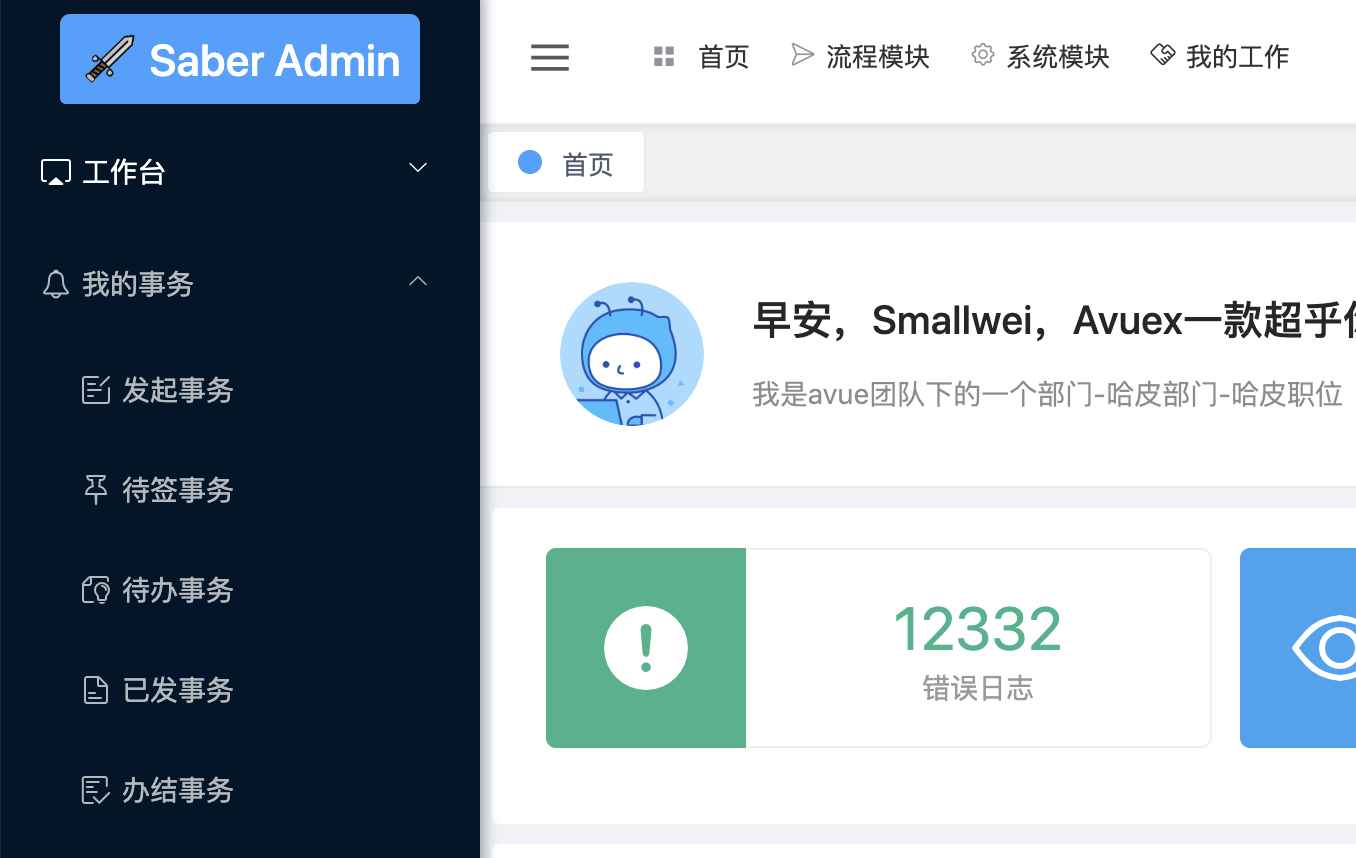 Saber Admin
首页
流程模块
系统模块
我的工作
首页
工作台
我的事务
发起事务
待签事务
待办事务
已发事务
办结事务
早安，Smallwei，Avuex一款超乎
我是avue团队下的一个部门-哈皮部门-哈皮职位
12332
错误日志